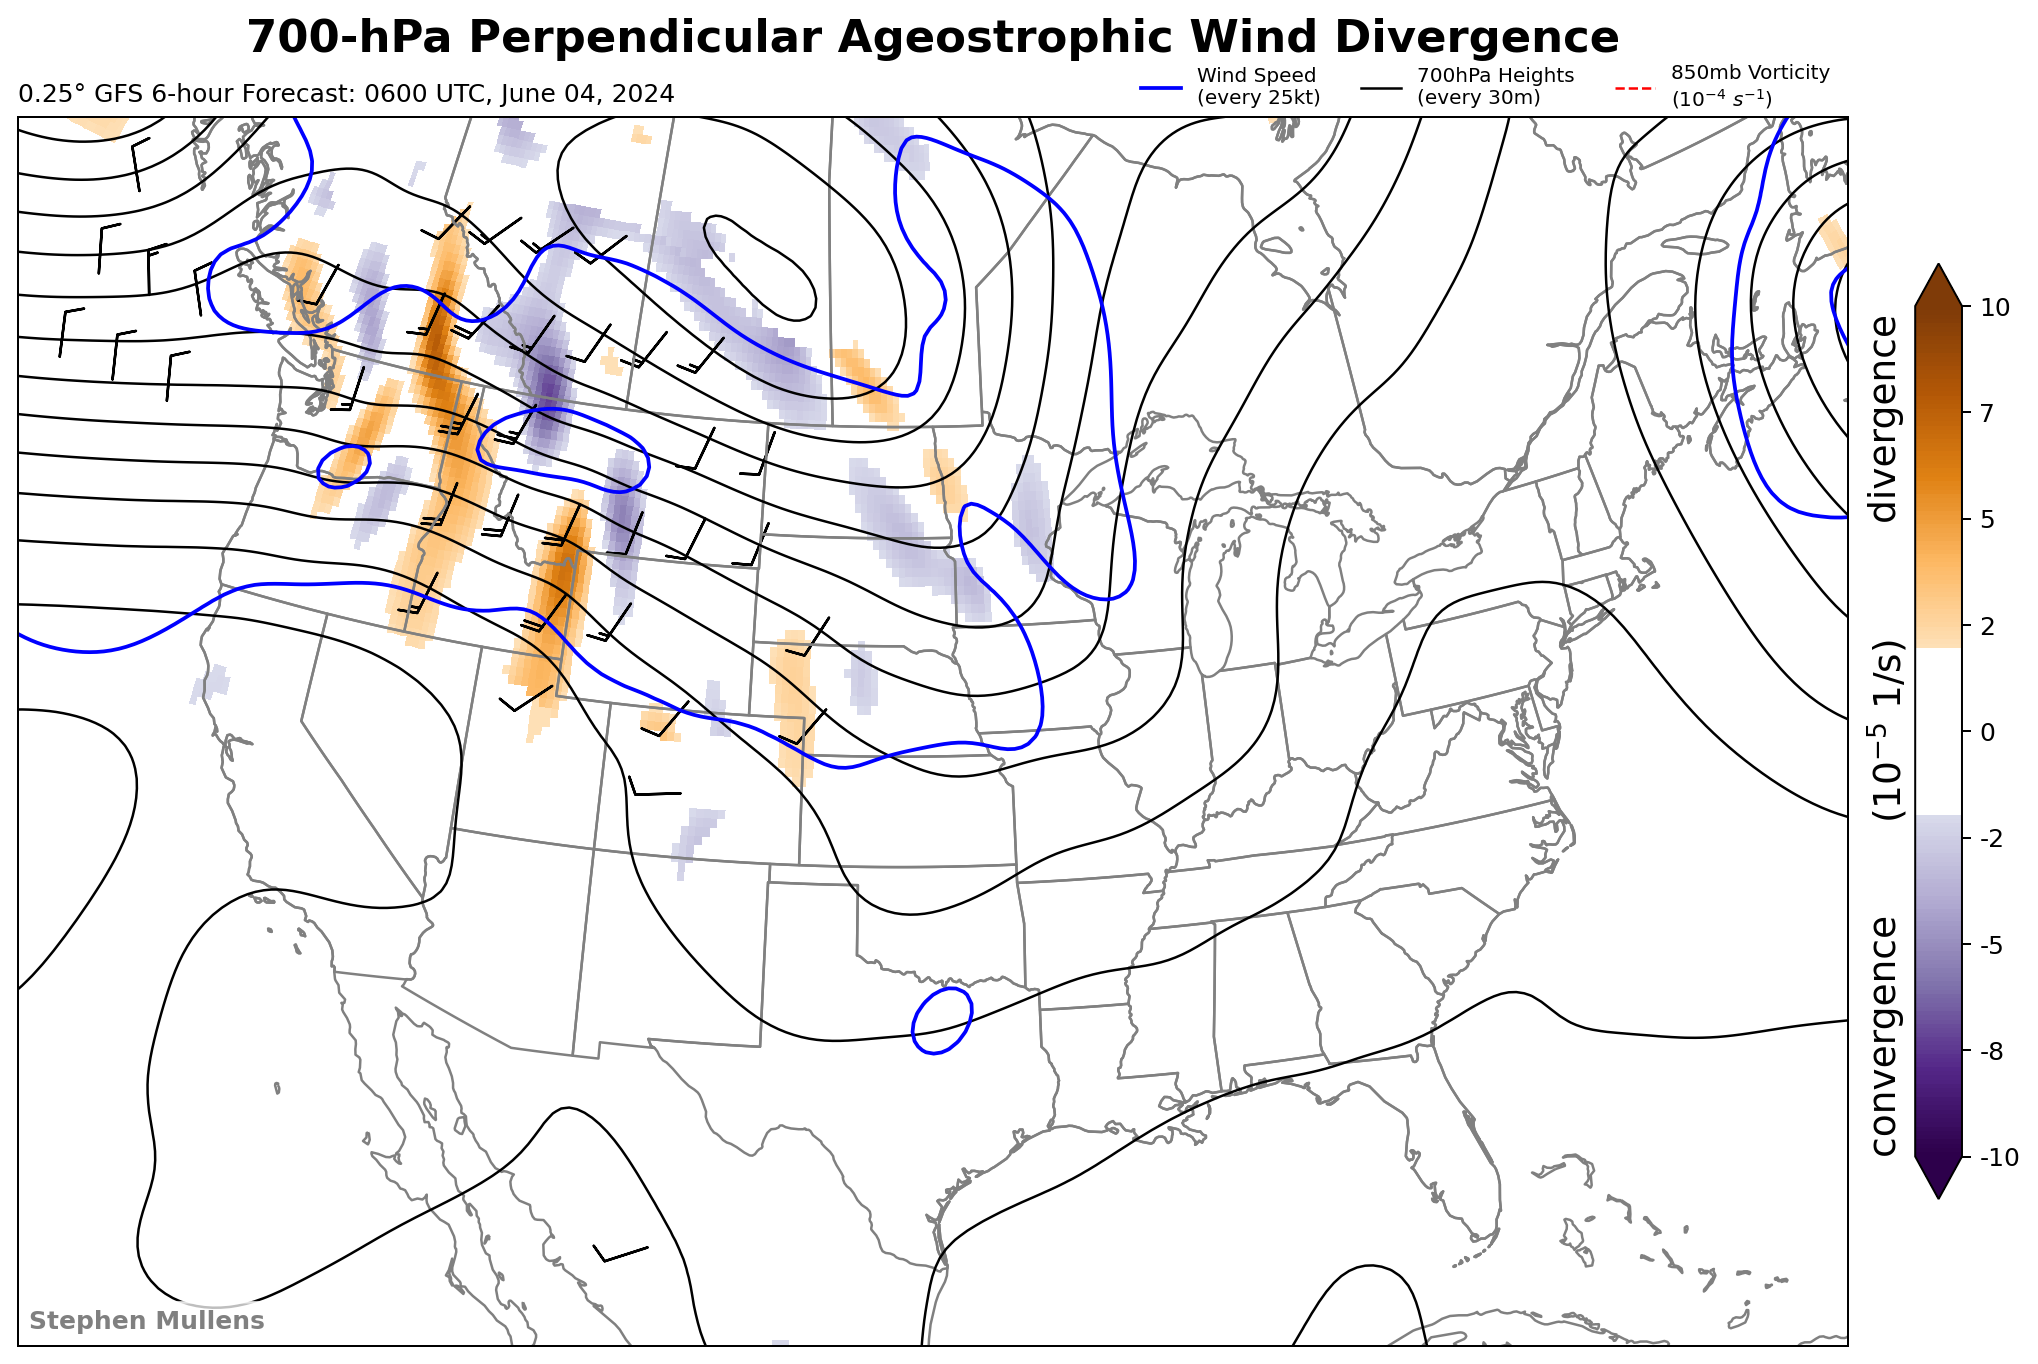 700-hPa Perpendicular Ageostrophic Wind Divergence
0.25° GFS 6-hour Forecast: 0600 UTC, June 04, 2024
Wind Speed
(every 25kt)
700hPa Heights
(every 30m)
850mb Vorticity
(10⁻⁴ s⁻¹)
10
7
5
2
0
-2
-5
-8
-10
convergence (10⁻⁵ 1/s) divergence
Stephen Mullens